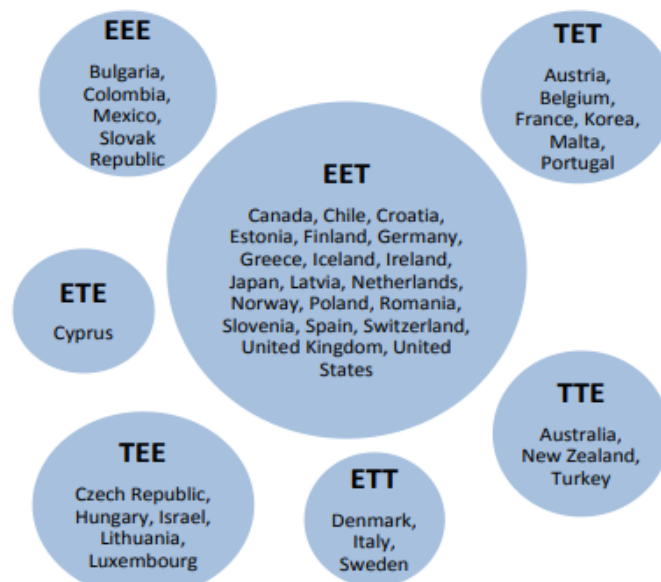 EEE
Bulgaria,
Colombia,
Mexico,
Slovak
Republic
TET
Austria,
Belgium,
France, Korea,
Malta,
Portugal
EET
Canada, Chile, Croatia,
Estonia, Finland, Germany,
Greece, Iceland, Ireland,
Japan, Latvia, Netherlands,
Norway, Poland, Romania,
Slovenia, Spain, Switzerland,
United Kingdom, United
States
ETE
Cyprus
TTE
Australia,
New Zealand,
Turkey
TEE
Czech Republic,
Hungary, Israel,
Lithuania,
Luxembourg
ETT
Denmark,
Italy,
Sweden